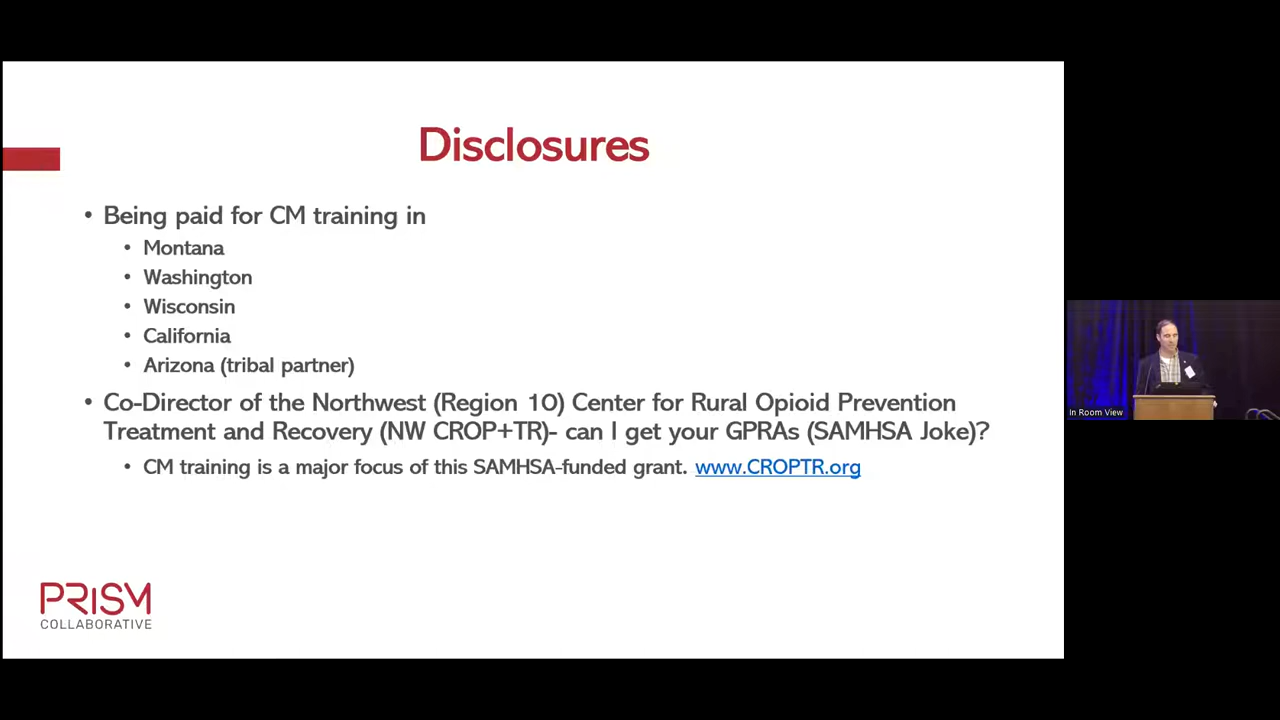 Disclosures
• Being paid for CM training in
• Montana
• Washington
• Wisconsin
• California
• Arizona (tribal partner)
• Co-Director of the Northwest (Region 10) Center for Rural Opioid Prevention
Treatment and Recovery (NW CROP+TR)- can I get your GPRAs (SAMHSA Joke)?
• CM training is a major focus of this SAMHSA-funded grant. www.CROPTR.org
PRISM
COLLABORATIVE
In Room View